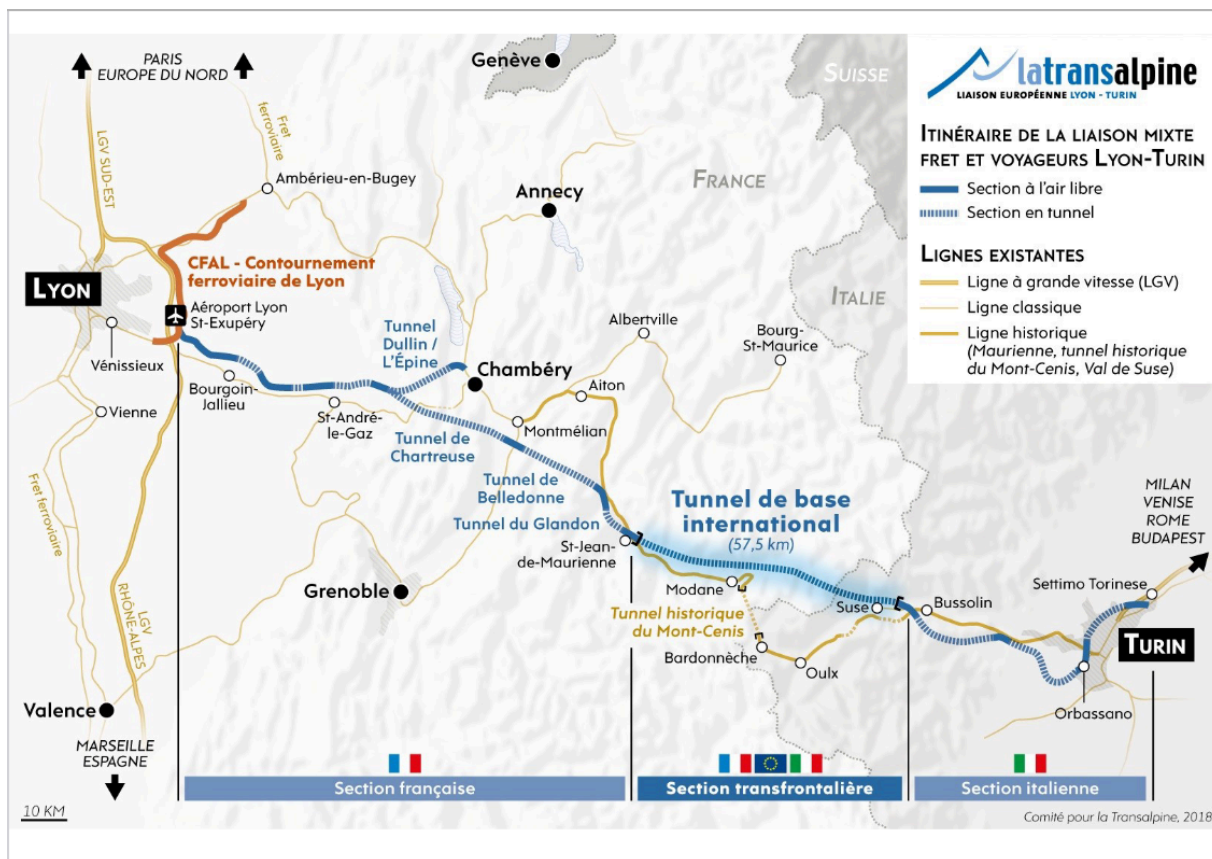 PARIS
EUROPE DU NORD
Genève
SUISSE
latransalpine
LIAISON EUROPÉENNE LYON - TURIN
ITINÉRAIRE DE LA LIAISON MIXTE
FRET ET VOYAGEURS LYON-TURIN
Section à l'air libre
Section en tunnel
LIGNES EXISTANTES
Ligne à grande vitesse (LGV)
Ligne classique
Ligne historique
(Maurienne, tunnel historique
du Mont-Cenis, Val de Suse)
LGV SUD-EST
Fret
ferroviaire
Ambérieu-en-Bugey
FRANCE
Annecy
CFAL - Contournement
ferroviaire de Lyon
LYON
Aéroport Lyon
St-Exupéry
ITALIE
Vénissieux
Tunnel
Dullin /
L'Épine
Albertville
Bourg-
St-Maurice
Chambéry
Bourgoin-
Jallieu
Aiton
St-André-
le-Gaz
Vienne
Montmélian
Tunnel de
Chartreuse
Fret ferroviaire
Tunnel de
Belledonne
Tunnel de base
international
(57,5 km)
MILAN
VENISE
ROME
BUDAPEST
Tunnel du Glandon
St-Jean-
de-Maurienne
LGV
RHÔNE-ALPES
Grenoble
Modane
Suse
Bussolin
Settimo Torinese
Tunnel historique
du Mont-Cenis
TURIN
Bardonnèche
Oulx
Orbassano
Valence
MARSEILLE
ESPAGNE
Section française
Section transfrontalière
Section italienne
10 KM
Comité pour la Transalpine, 2018